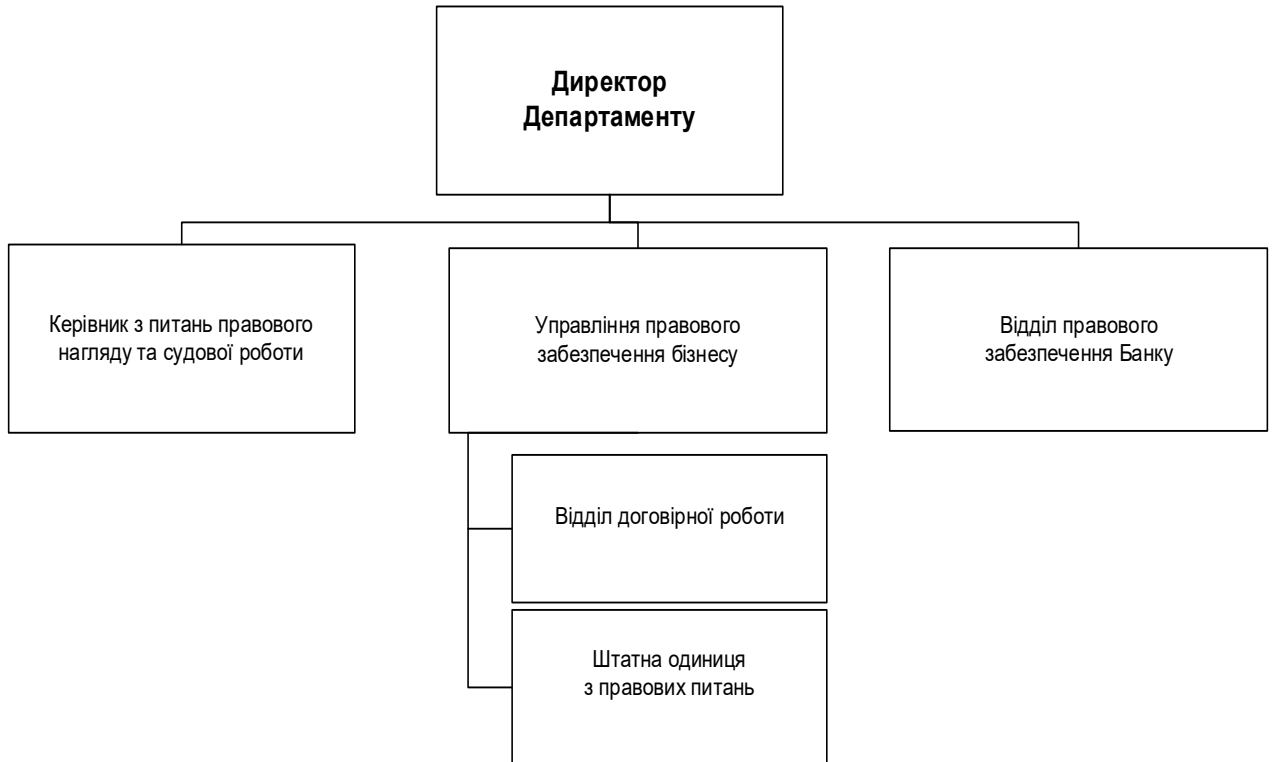 Директор
Департаменту
Керівник з питань правового
нагляду та судової роботи
Управління правового
забезпечення бізнесу
Відділ правового
забезпечення Банку
Відділ договірної роботи
Штатна одиниця
з правових питань